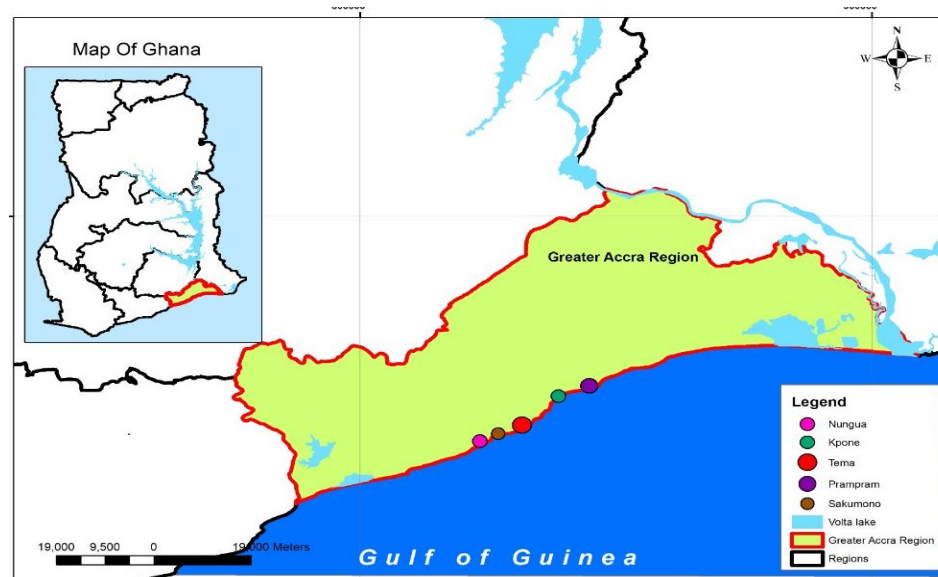 Map Of Ghana
N
W E
S
Greater Accra Region
Legend
Nungua
Kpone
Tema
Prampram
Sakumono
Volta lake
Greater Accra Region
Regions
19,000 9,500 0 19,000 Meters
Gulf of Guinea